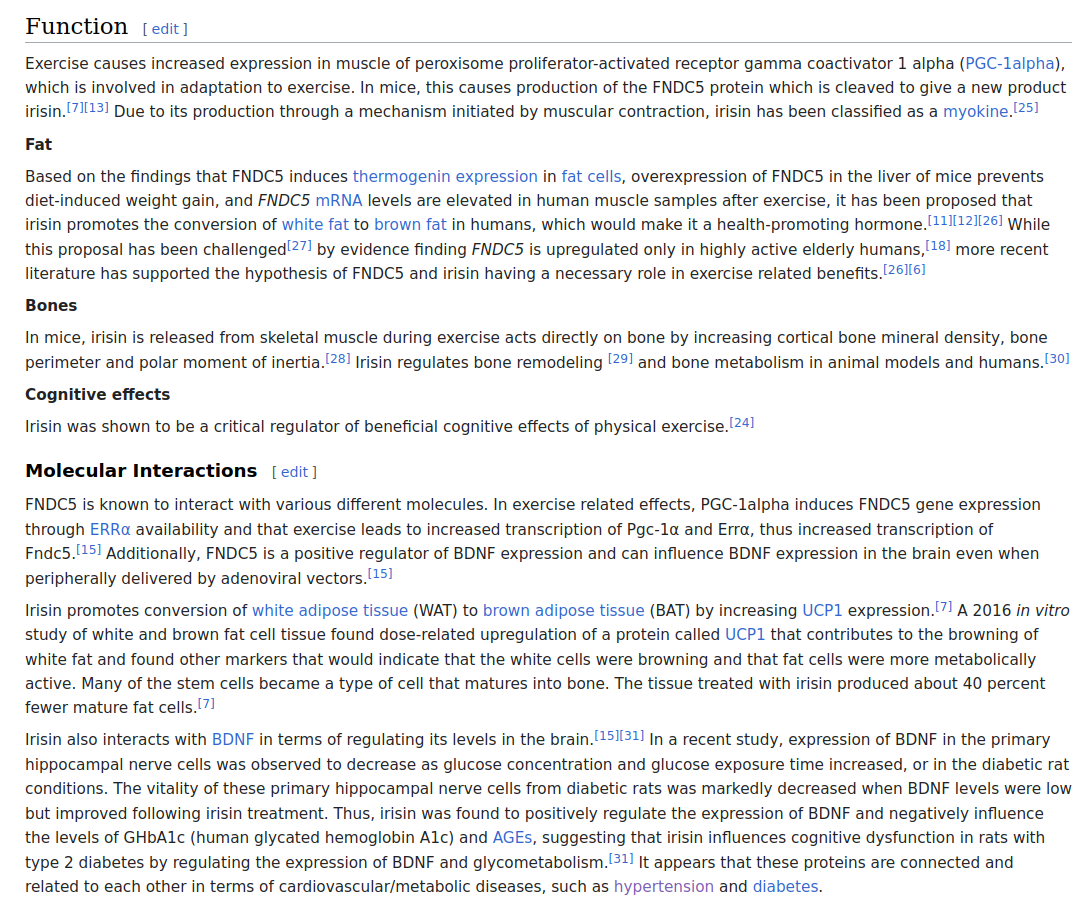 Function [ edit ]
Exercise causes increased expression in muscle of peroxisome proliferator-activated receptor gamma coactivator 1 alpha (PGC-1alpha),
which is involved in adaptation to exercise. In mice, this causes production of the FNDC5 protein which is cleaved to give a new product
irisin.[7][13] Due to its production through a mechanism initiated by muscular contraction, irisin has been classified as a myokine.[25]
Fat
Based on the findings that FNDC5 induces thermogenin expression in fat cells, overexpression of FNDC5 in the liver of mice prevents
diet-induced weight gain, and FNDC5 mRNA levels are elevated in human muscle samples after exercise, it has been proposed that
irisin promotes the conversion of white fat to brown fat in humans, which would make it a health-promoting hormone.[11][12][26] While
this proposal has been challenged[27] by evidence finding FNDC5 is upregulated only in highly active elderly humans,[18] more recent
literature has supported the hypothesis of FNDC5 and irisin having a necessary role in exercise related benefits.[26][6]
Bones
In mice, irisin is released from skeletal muscle during exercise acts directly on bone by increasing cortical bone mineral density, bone
perimeter and polar moment of inertia.[28] Irisin regulates bone remodeling [29] and bone metabolism in animal models and humans.[30]
Cognitive effects
Irisin was shown to be a critical regulator of beneficial cognitive effects of physical exercise.[24]
Molecular Interactions [ edit ]
FNDC5 is known to interact with various different molecules. In exercise related effects, PGC-1alpha induces FNDC5 gene expression
through ERRα availability and that exercise leads to increased transcription of Pgc-1α and Errα, thus increased transcription of
Fndc5.[15] Additionally, FNDC5 is a positive regulator of BDNF expression and can influence BDNF expression in the brain even when
peripherally delivered by adenoviral vectors.[15]
Irisin promotes conversion of white adipose tissue (WAT) to brown adipose tissue (BAT) by increasing UCP1 expression.[7] A 2016 in vitro
study of white and brown fat cell tissue found dose-related upregulation of a protein called UCP1 that contributes to the browning of
white fat and found other markers that would indicate that the white cells were browning and that fat cells were more metabolically
active. Many of the stem cells became a type of cell that matures into bone. The tissue treated with irisin produced about 40 percent
fewer mature fat cells.[7]
Irisin also interacts with BDNF in terms of regulating its levels in the brain.[15][31] In a recent study, expression of BDNF in the primary
hippocampal nerve cells was observed to decrease as glucose concentration and glucose exposure time increased, or in the diabetic rat
conditions. The vitality of these primary hippocampal nerve cells from diabetic rats was markedly decreased when BDNF levels were low
but improved following irisin treatment. Thus, irisin was found to positively regulate the expression of BDNF and negatively influence
the levels of GHbA1c (human glycated hemoglobin A1c) and AGEs, suggesting that irisin influences cognitive dysfunction in rats with
type 2 diabetes by regulating the expression of BDNF and glycometabolism.[31] It appears that these proteins are connected and
related to each other in terms of cardiovascular/metabolic diseases, such as hypertension and diabetes.